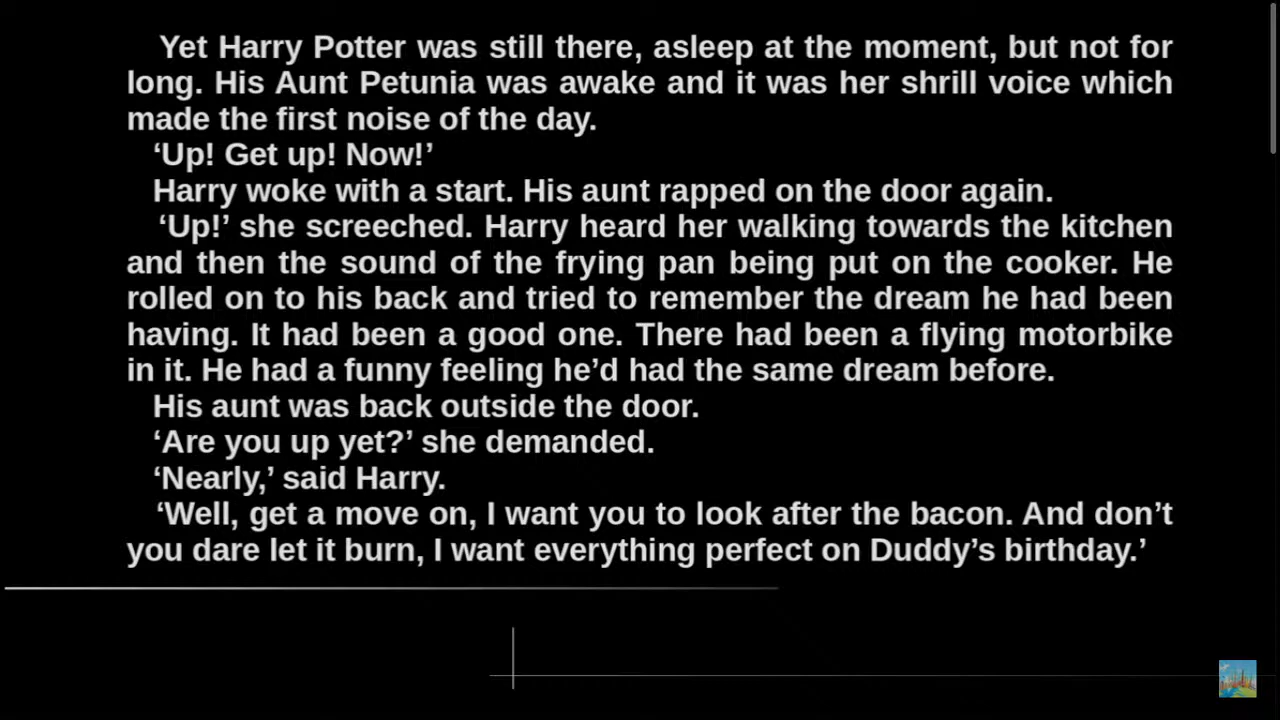 Yet Harry Potter was still there, asleep at the moment, but not for
long. His Aunt Petunia was awake and it was her shrill voice which
made the first noise of the day.
‘Up! Get up! Now!’
Harry woke with a start. His aunt rapped on the door again.
‘Up!’ she screeched. Harry heard her walking towards the kitchen
and then the sound of the frying pan being put on the cooker. He
rolled on to his back and tried to remember the dream he had been
having. It had been a good one. There had been a flying motorbike
in it. He had a funny feeling he’d had the same dream before.
His aunt was back outside the door.
‘Are you up yet?’ she demanded.
‘Nearly,’ said Harry.
‘Well, get a move on, I want you to look after the bacon. And don’t
you dare let it burn, I want everything perfect on Duddy’s birthday.’